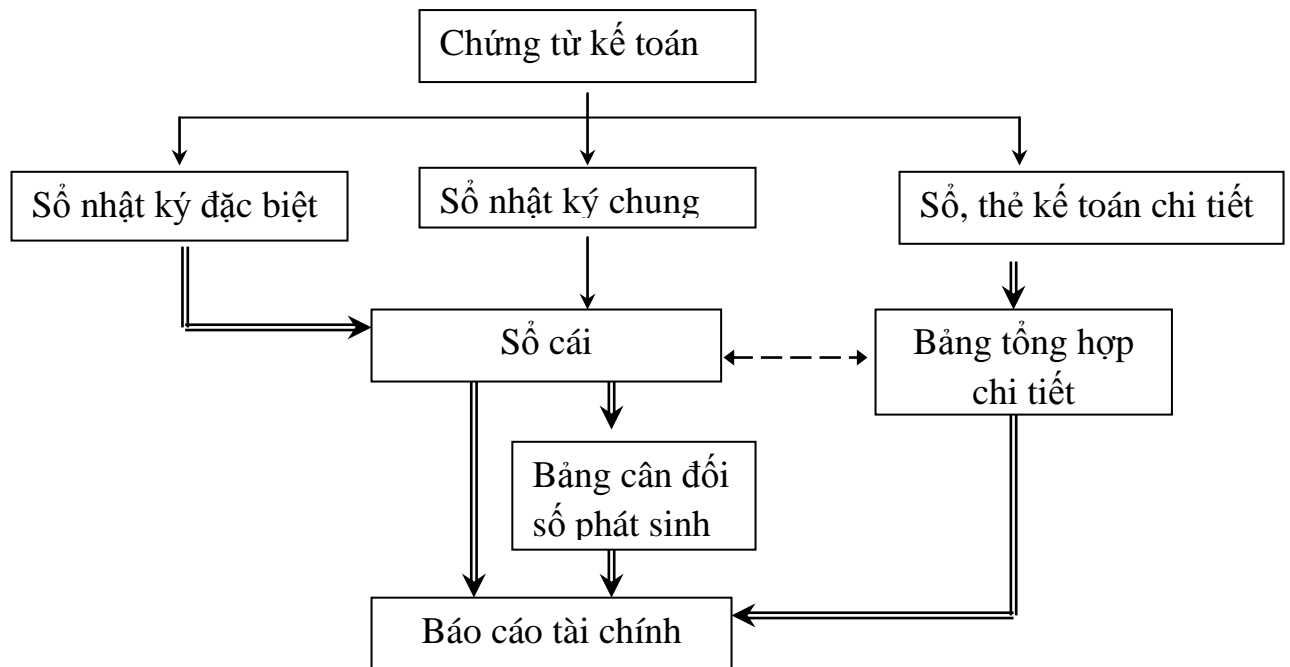 Chứng từ kế toán
Sổ nhật ký đặc biệt
Sổ nhật ký chung
Sổ, thẻ kế toán chi tiết
Sổ cái
Bảng tổng hợp
chi tiết
Bảng cân đối
số phát sinh
Báo cáo tài chính